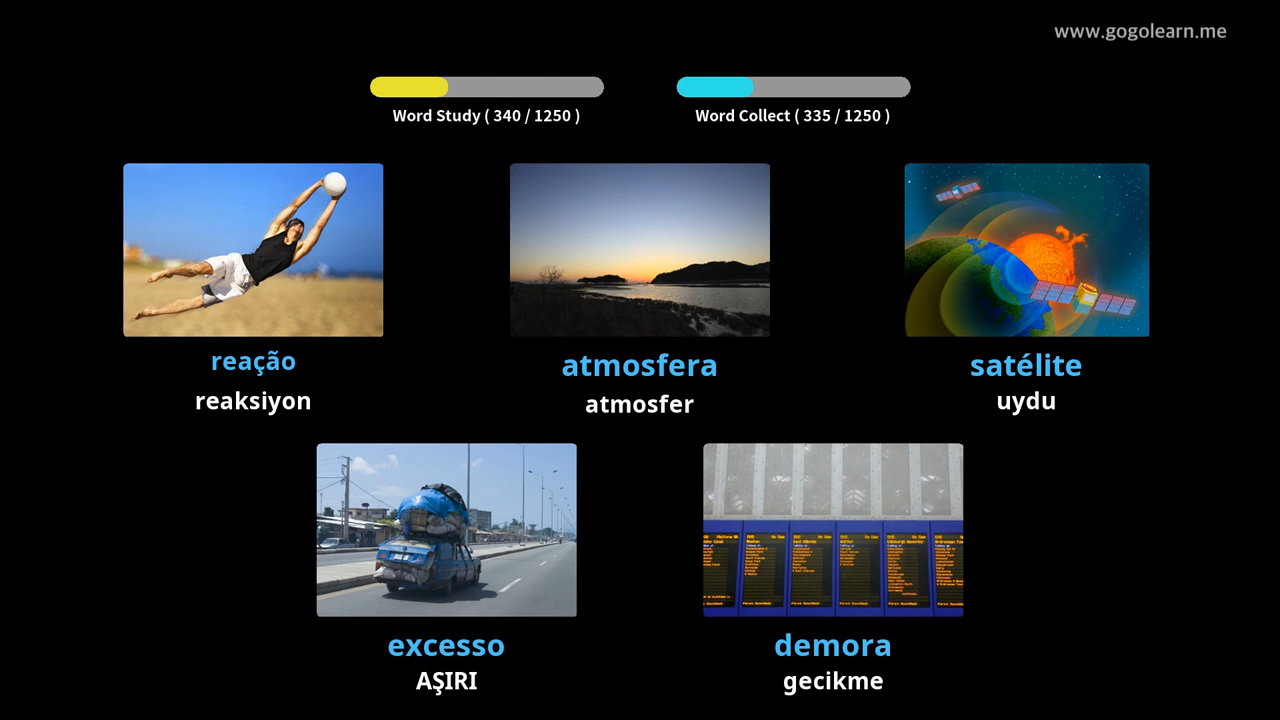 www.gogolearn.me
Word Study ( 340 / 1250 )
Word Collect ( 335 / 1250 )
reação
reaksiyon
atmosfera
atmosfer
satélite
uydu
excesso
AŞIRI
demora
gecikme